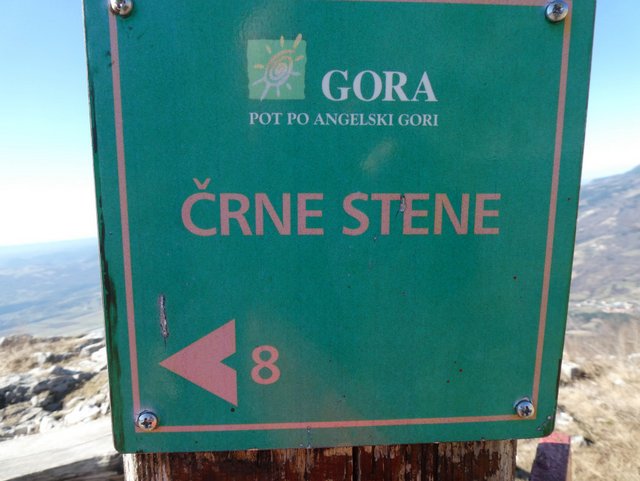 GORA
POT PO ANGELSKI GORI
ČRNE STENE
8